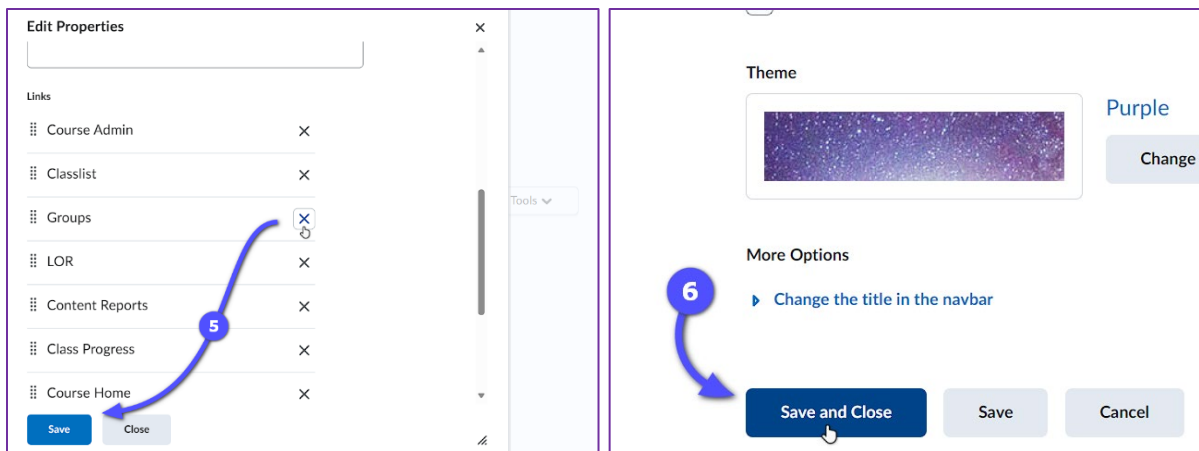 Edit Properties
Links
Course Admin
Classlist
Groups
LOR
Content Reports
Class Progress
Course Home
Save
Close
5
Tools
Theme
Purple
Change
More Options
Change the title in the navbar
6
Save and Close
Save
Cancel